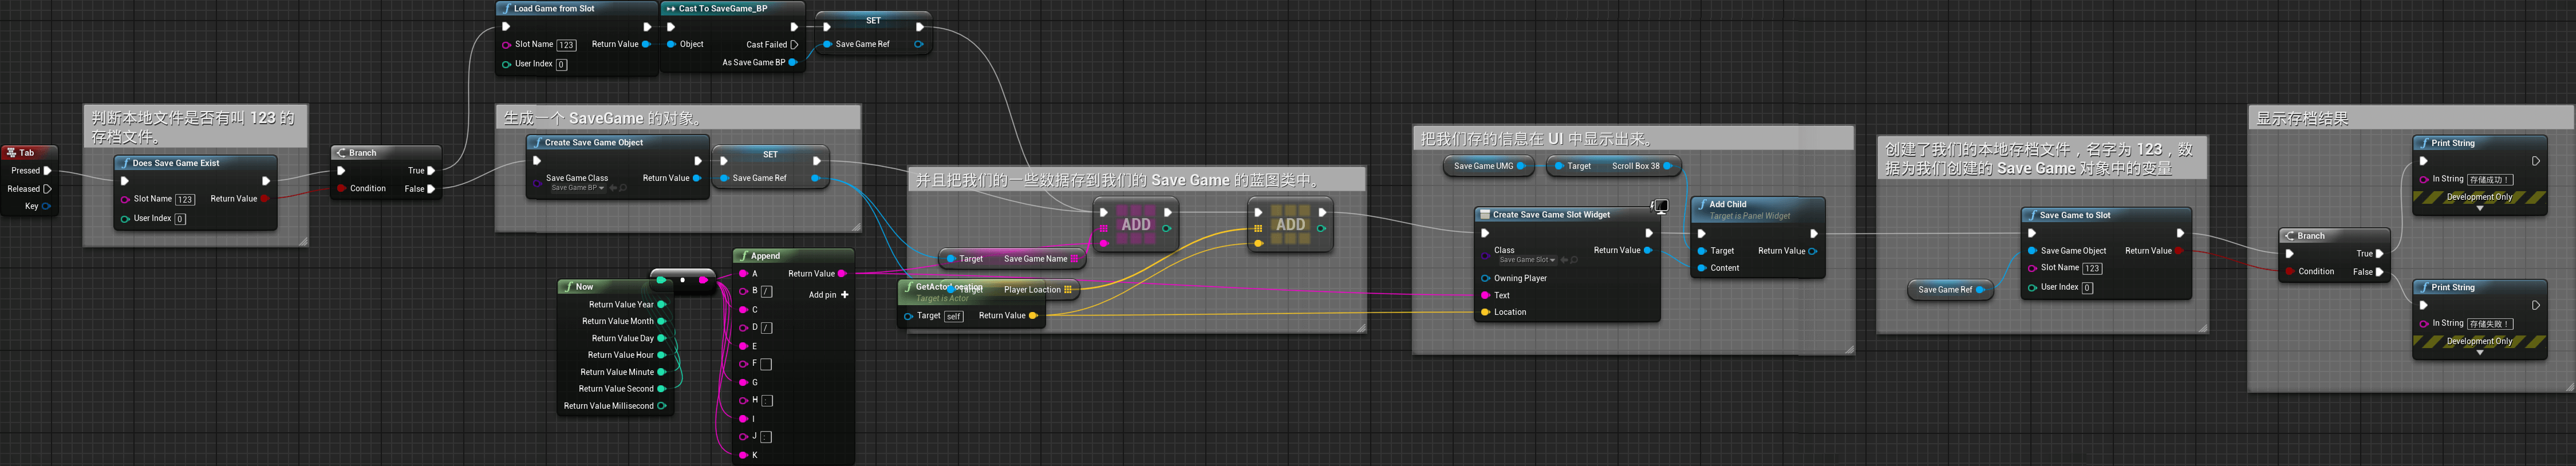 Load Game from Slot
Slot Name 123
Return Value
User Index 0
Cast To SaveGame_BP
Object
Cast Failed
As Save Game BP
SET
Save Game Ref
判断本地文件是否有叫 123 的
存档文件。
Tab
Pressed
Released
Key
Does Save Game Exist
Slot Name 123
Return Value
User Index 0
Branch
True
Condition
False
生成一个 SaveGame 的对象。
Create Save Game Object
Save Game Class
Save Game BP
Return Value
SET
Save Game Ref
Now
Return Value Year
Return Value Month
Return Value Day
Return Value Hour
Return Value Minute
Return Value Second
Return Value Millisecond
Append
A
Return Value
B /
Add pin +
C
D /
E
F
G
H :
I
J :
K
并且把我们的一些数据存到我们的 Save Game 的蓝图类中。
ADD
ADD
Target
Save Game Name
Target
Player Loaction
GetActorLocation
Target is Actor
Target self
Return Value
把我们存的信息在 UI 中显示出来。
Save Game UMG
Target
Scroll Box 38
Create Save Game Slot Widget
Class
Save Game Slot
Return Value
Owning Player
Text
Location
Add Child
Target is Panel Widget
Target
Return Value
Content
创建了我们的本地存档文件，名字为 123，数
据为我们创建的 Save Game 对象中的变量
Save Game Ref
Save Game to Slot
Save Game Object
Return Value
Slot Name 123
User Index 0
显示存档结果
Branch
True
Condition
False
Print String
In String 存储成功！
Development Only
Print String
In String 存储失败！
Development Only